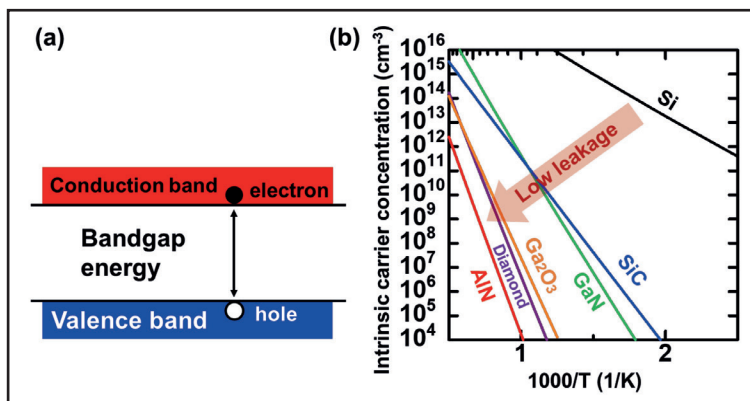 (a)
Conduction band
electron
Bandgap
energy
Valence band
hole
(b)
Intrinsic carrier concentration (cm⁻³)
10¹⁶
10¹⁵
10¹⁴
10¹³
10¹²
10¹¹
10¹⁰
10⁹
10⁸
10⁷
10⁶
10⁵
10⁴
Si
Low leakage
AlN
Diamond
Ga₂O₃
GaN
SiC
1
2
1000/T (1/K)